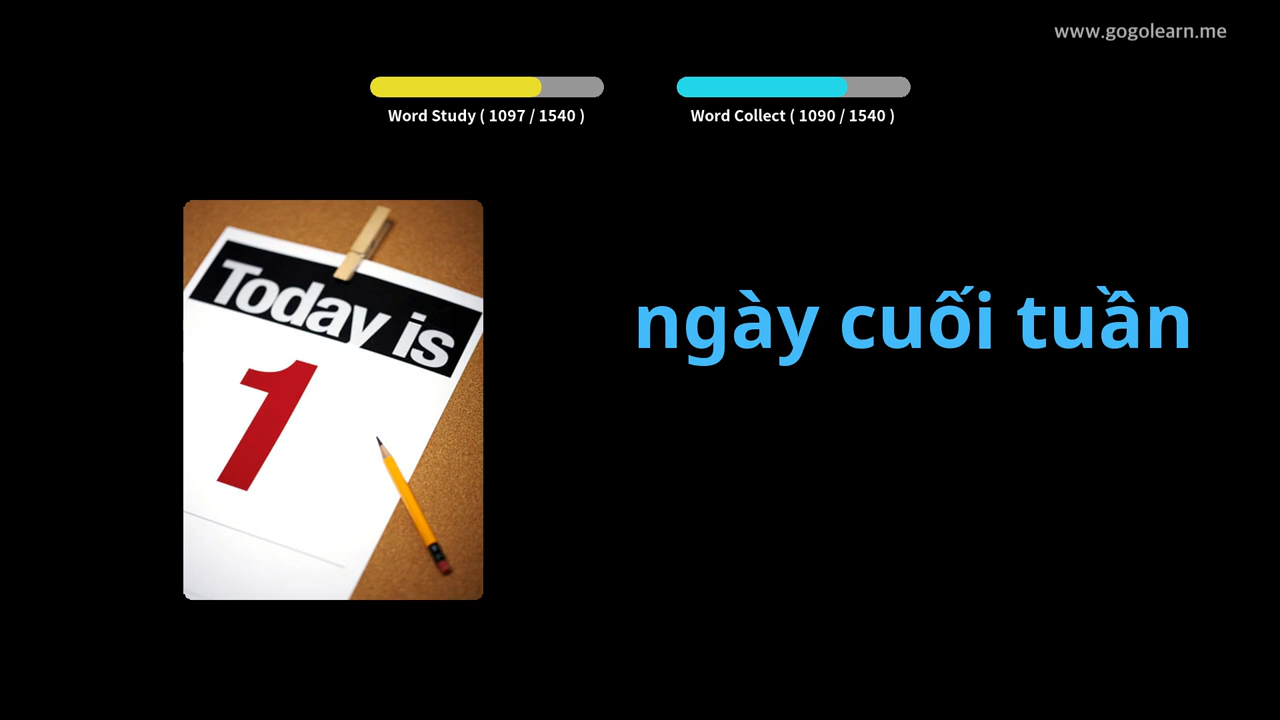 www.gogolearn.me
Word Study ( 1097 / 1540 )
Word Collect ( 1090 / 1540 )
Today is
1
ngày cuối tuần